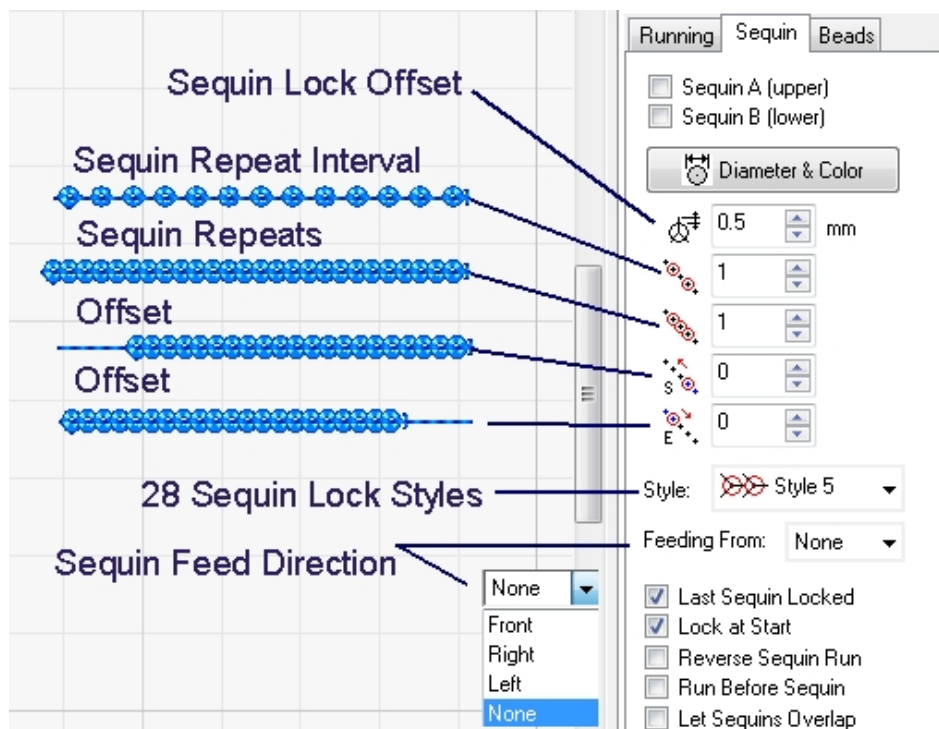 Running Sequin Beads
Sequin Lock Offset
Sequin A (upper)
Sequin B (lower)
Sequin Repeat Interval
Diameter & Color
0.5 mm
Sequin Repeats
1
1
Offset
S 0
Offset
E 0
28 Sequin Lock Styles
Style: Style 5
Sequin Feed Direction
Feeding From: None
None
Front
Right
Left
None
Last Sequin Locked
Lock at Start
Reverse Sequin Run
Run Before Sequin
Let Sequins Overlap